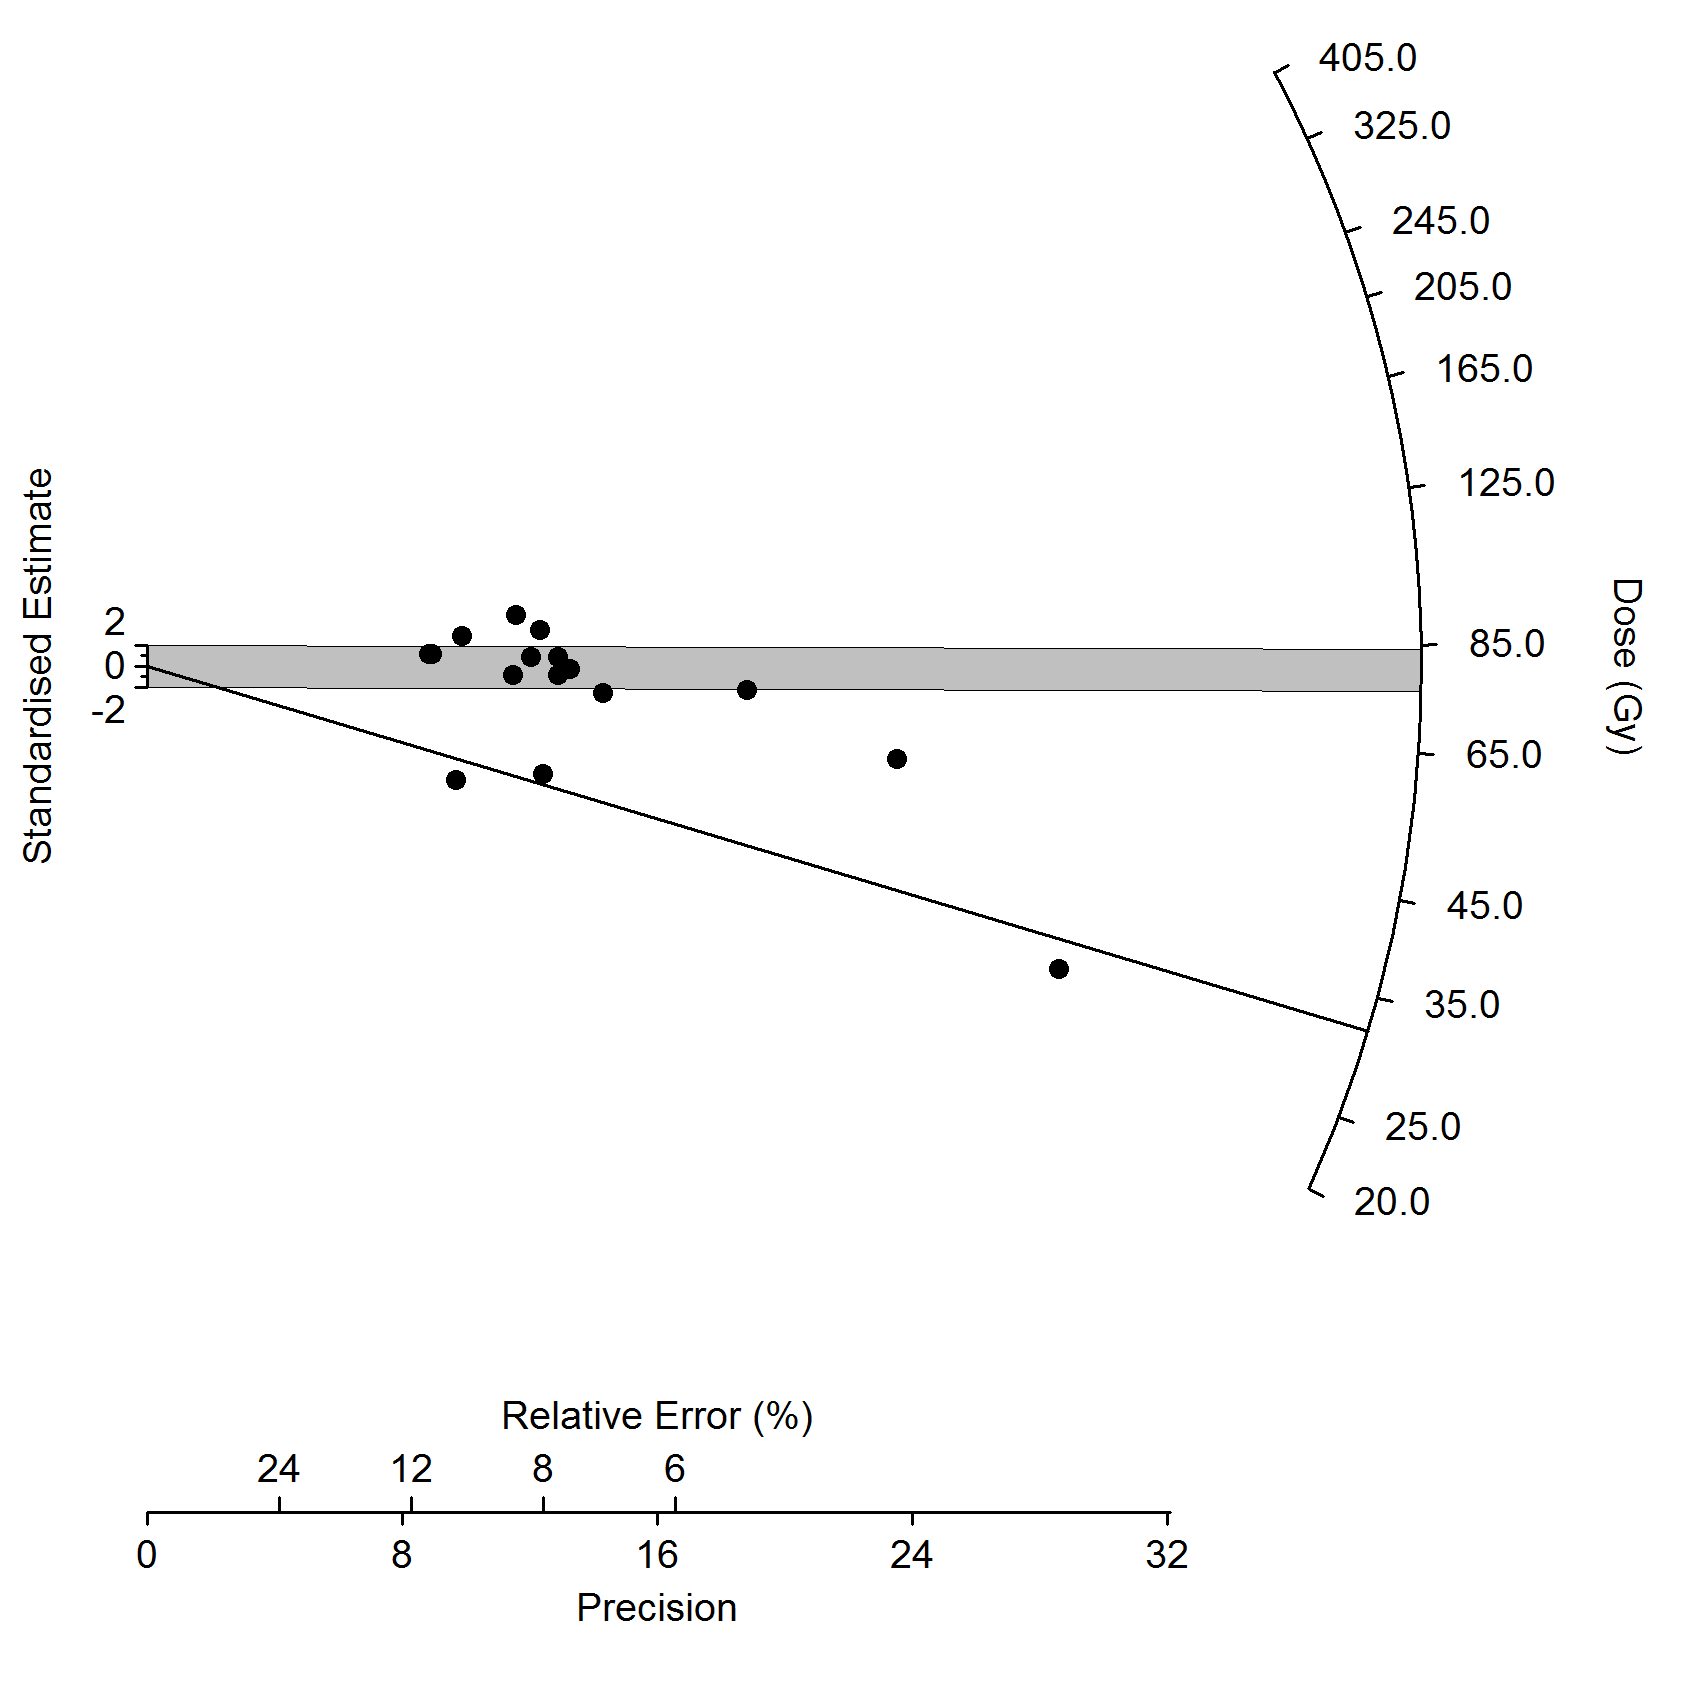 405.0
325.0
245.0
205.0
165.0
125.0
85.0
65.0
45.0
35.0
25.0
20.0
Dose (Gy)
Standardised Estimate
2
0
-2
Relative Error (%)
24 12 8 6
0 8 16 24 32
Precision